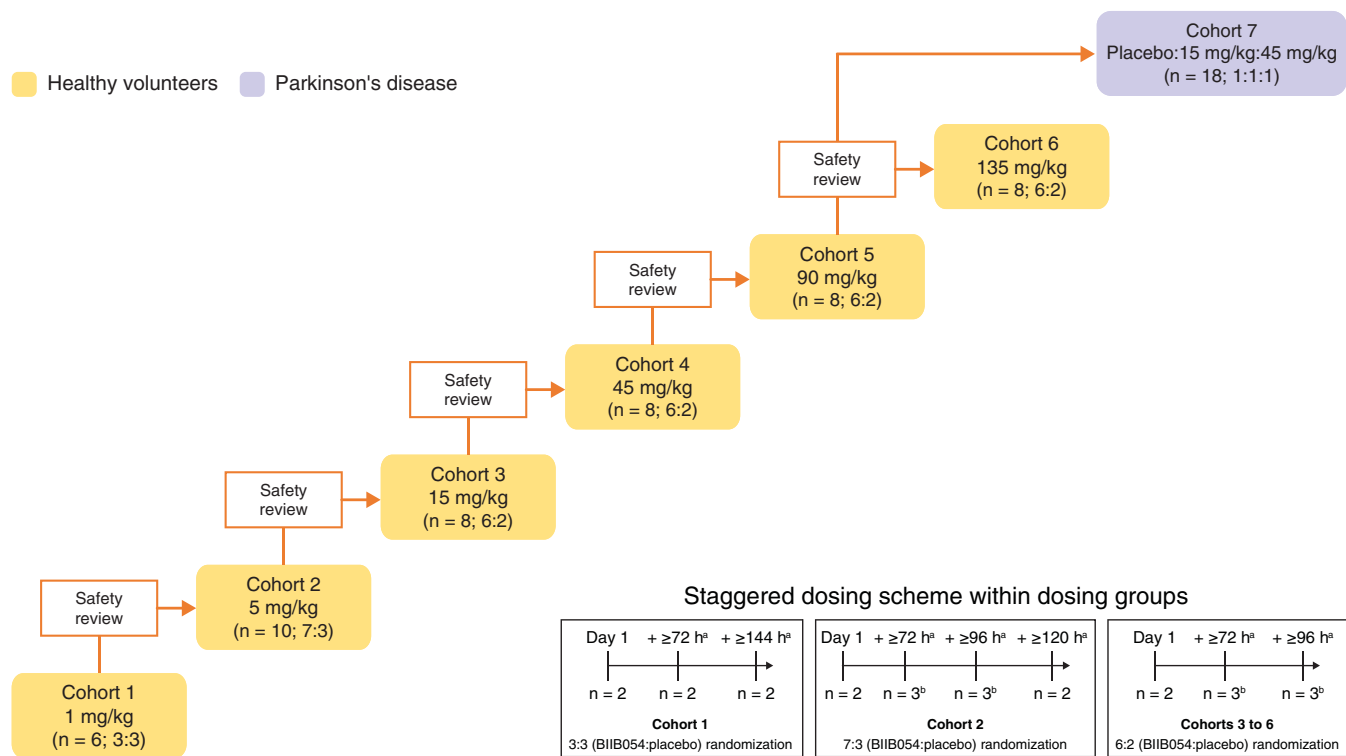 Healthy volunteers
Parkinson's disease
Cohort 7
Placebo:15 mg/kg:45 mg/kg
(n = 18; 1:1:1)
Safety
review
Cohort 6
135 mg/kg
(n = 8; 6:2)
Safety
review
Cohort 5
90 mg/kg
(n = 8; 6:2)
Safety
review
Cohort 4
45 mg/kg
(n = 8; 6:2)
Safety
review
Cohort 3
15 mg/kg
(n = 8; 6:2)
Safety
review
Cohort 2
5 mg/kg
(n = 10; 7:3)
Cohort 1
1 mg/kg
(n = 6; 3:3)
Staggered dosing scheme within dosing groups
Day 1 + ≥72 hᵃ + ≥144 hᵃ
n = 2 n = 2 n = 2
Cohort 1
3:3 (BIIB054:placebo) randomization
Day 1 + ≥72 hᵃ + ≥96 hᵃ + ≥120 hᵃ
n = 2 n = 3ᵇ n = 3ᵇ n = 2
Cohort 2
7:3 (BIIB054:placebo) randomization
Day 1 + ≥72 hᵃ + ≥96 hᵃ
n = 2 n = 3ᵇ n = 3ᵇ
Cohorts 3 to 6
6:2 (BIIB054:placebo) randomization